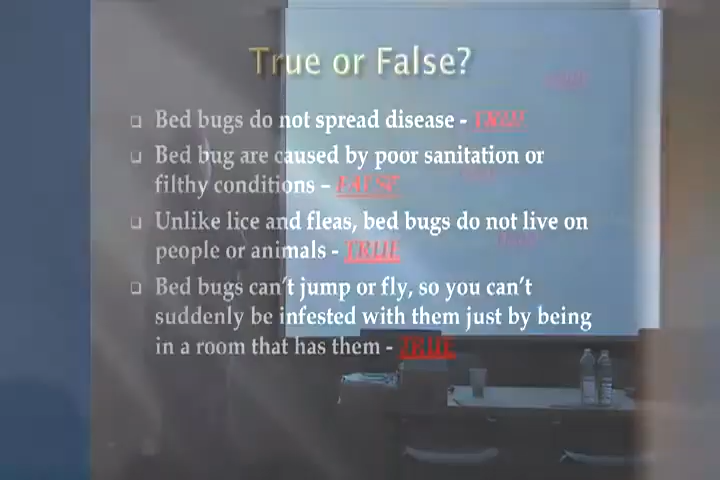 True or False?
Bed bugs do not spread disease - TRUE
Bed bug are caused by poor sanitation or
filthy conditions – FALSE
Unlike lice and fleas, bed bugs do not live on
people or animals - TRUE
Bed bugs can't jump or fly, so you can't
suddenly be infested with them just by being
in a room that has them - TRUE